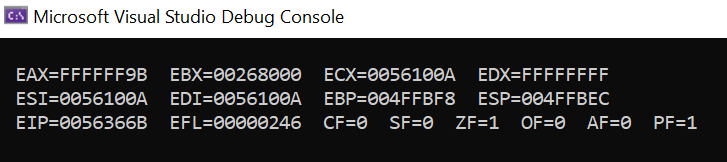 C:\ Microsoft Visual Studio Debug Console
EAX=FFFFFF9B EBX=00268000 ECX=0056100A EDX=FFFFFFFF
ESI=0056100A EDI=0056100A EBP=004FFBF8 ESP=004FFBEC
EIP=0056366B EFL=00000246 CF=0 SF=0 ZF=1 OF=0 AF=0 PF=1